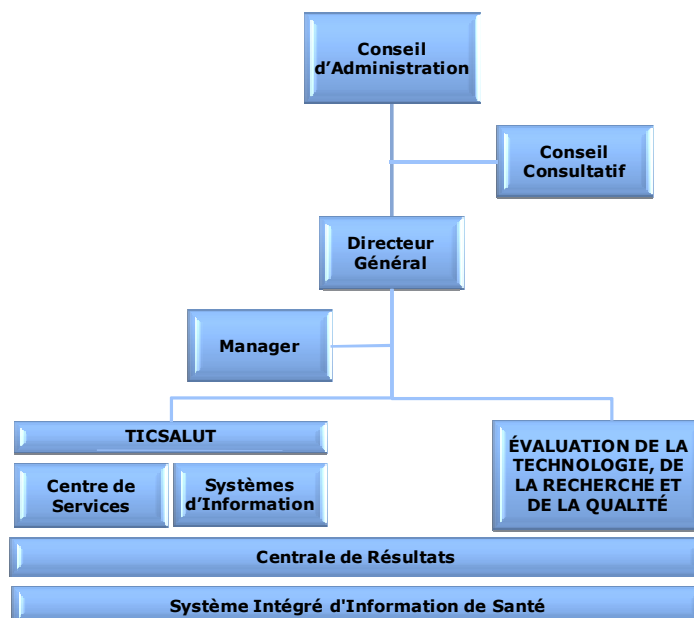 Conseil
d'Administration
Conseil
Consultatif
Directeur
Général
Manager
TICSALUT
Centre de
Services
Systèmes
d'Information
ÉVALUATION DE LA
TECHNOLOGIE, DE
LA RECHERCHE ET
DE LA QUALITÉ
Centrale de Résultats
Système Intégré d'Information de Santé